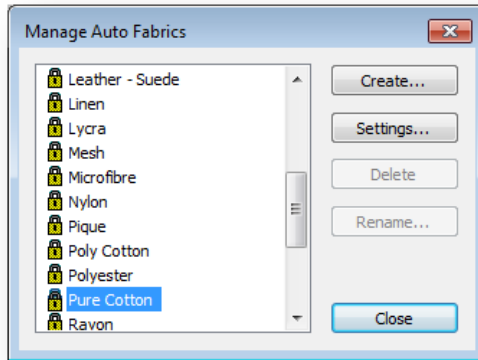 Manage Auto Fabrics
Leather - Suede
Linen
Lycra
Mesh
Microfibre
Nylon
Pique
Poly Cotton
Polyester
Pure Cotton
Rayon
Create...
Settings...
Delete
Rename...
Close